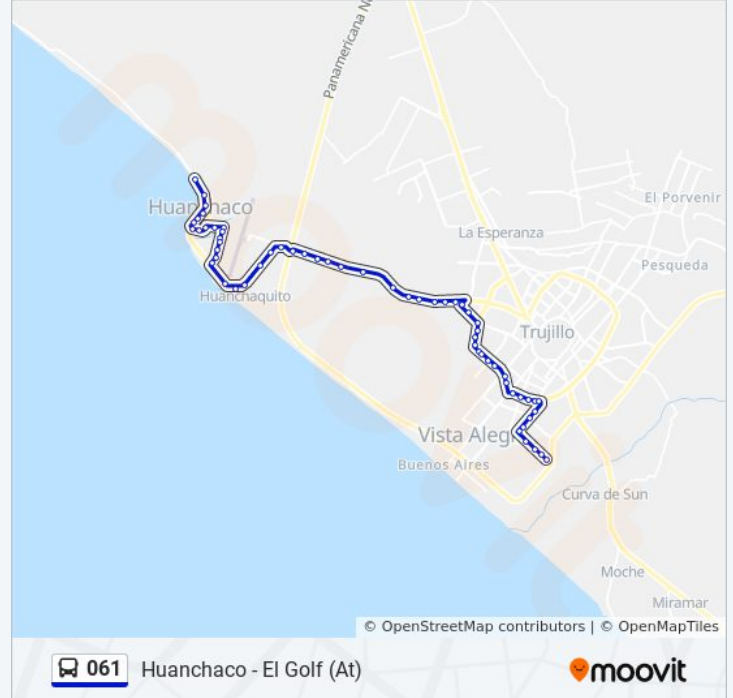 Panamericana N
Huanchaco
El Porvenir
La Esperanza
Pesqueda
Huanchaquito
Trujillo
Vista Alegr
Buenos Aires
Curva de Sun
Moche
Miramar
© OpenStreetMap contributors | © OpenMapTiles
061 Huanchaco - El Golf (At)
moovit